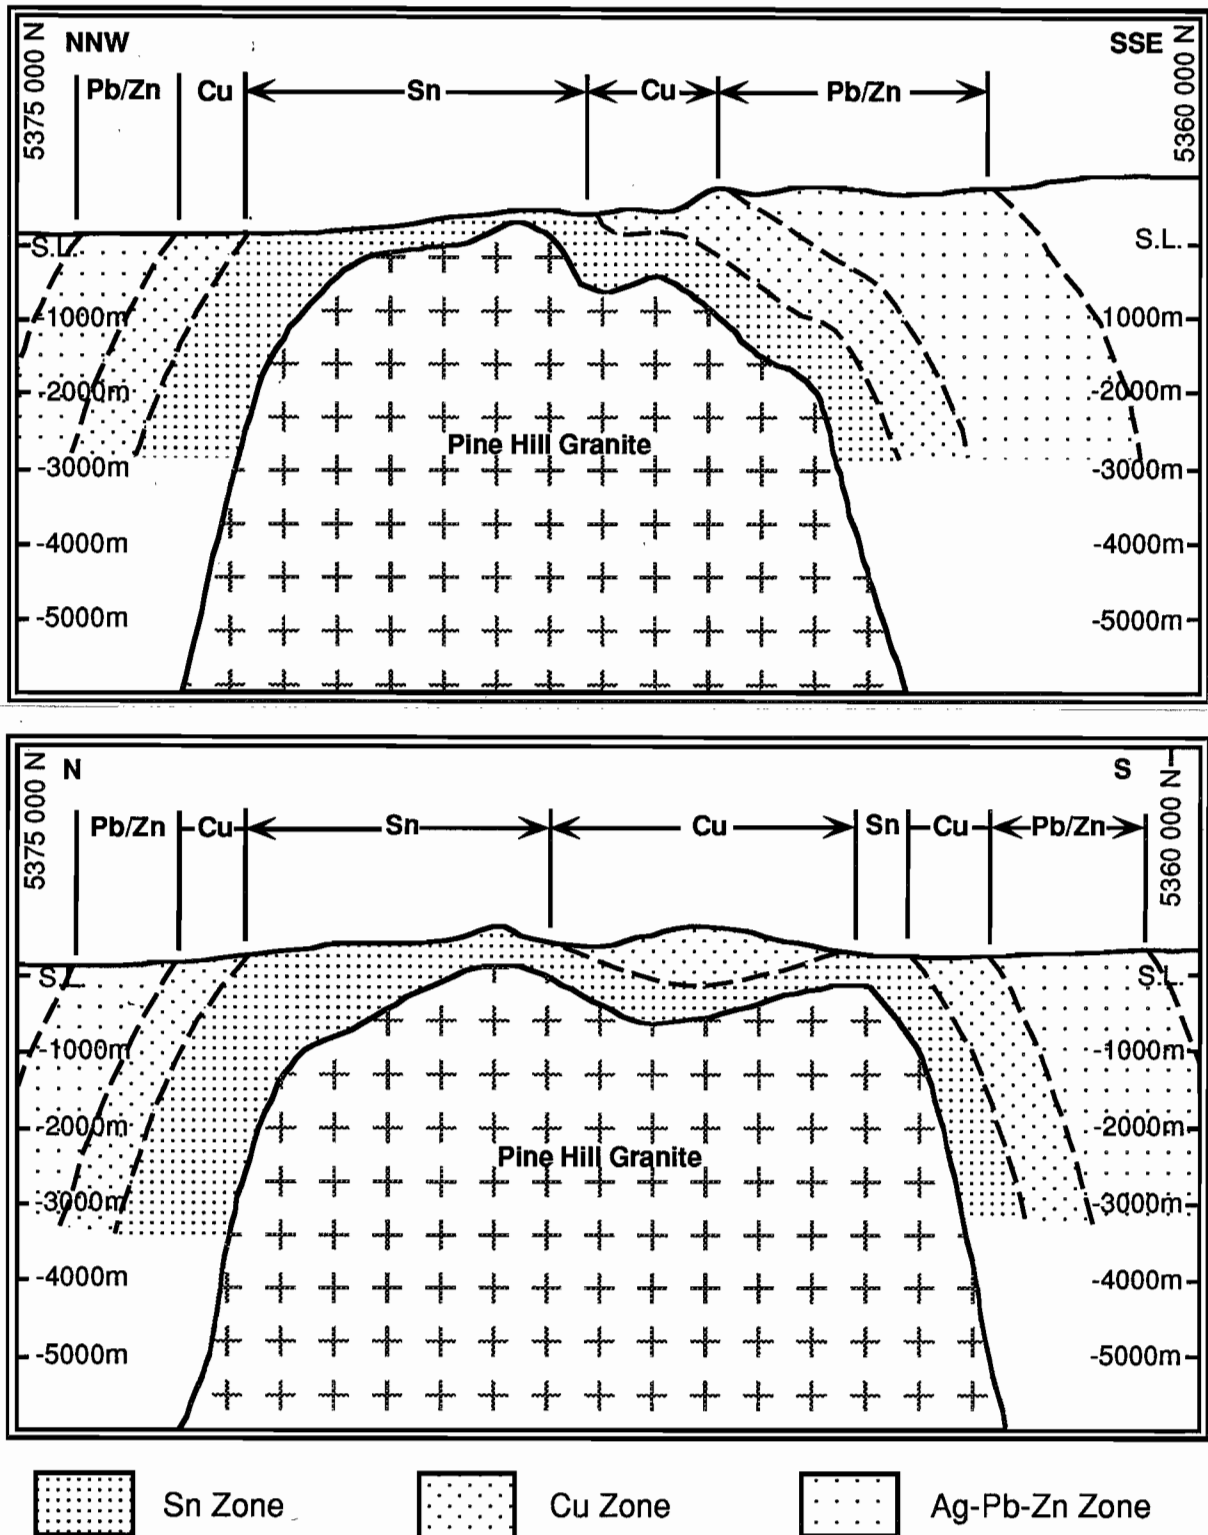 NNW
SSE
5375 000 N
5360 000 N
Pb/Zn
Cu
Sn
Cu
Pb/Zn
S.L.
S.L.
-1000m
-1000m
-2000m
-2000m
Pine Hill Granite
-3000m
-3000m
-4000m
-4000m
-5000m
-5000m
N
S
5375 000 N
5360 000 N
Pb/Zn
Cu
Sn
Cu
Sn
Cu
Pb/Zn
S.L.
S.L.
-1000m
-1000m
-2000m
-2000m
Pine Hill Granite
-3000m
-3000m
-4000m
-4000m
-5000m
-5000m
Sn Zone
Cu Zone
Ag-Pb-Zn Zone